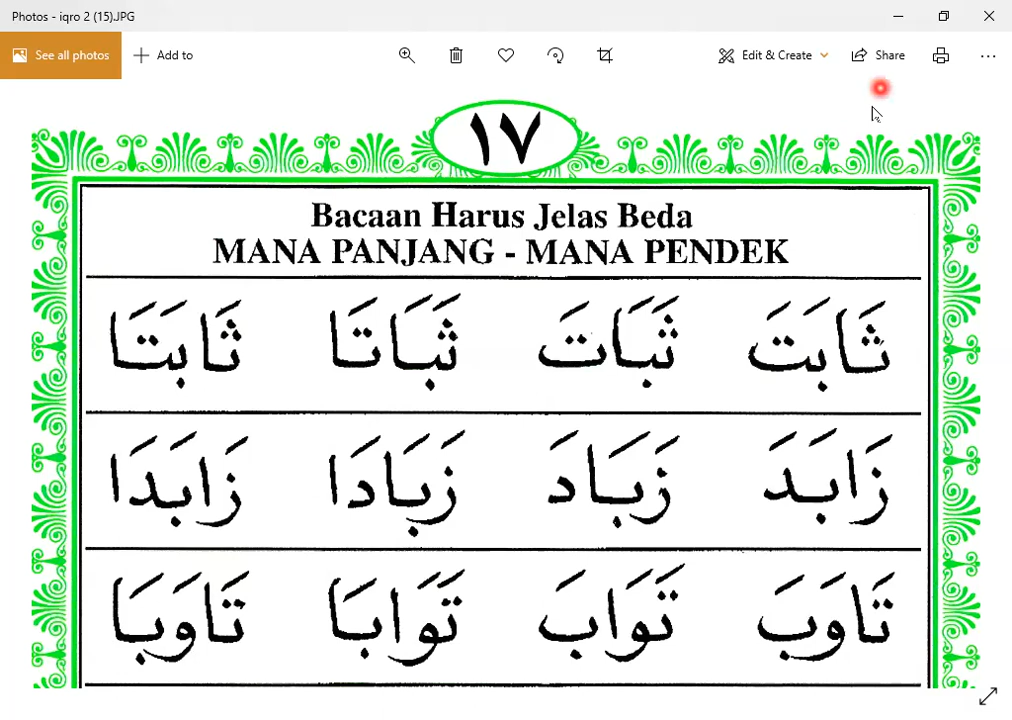 Photos - iqro 2 (15).JPG
See all photos Add to Edit & Create Share
١٧
Bacaan Harus Jelas Beda
MANA PANJANG - MANA PENDEK
ثَابَتَ ثَبَاتَ ثَبَاتَا ثَابَتَا
زَابَدَ زَبَادَ زَبَادَا زَابَدَا
تَاوَبَ تَوَابَ تَوَابَا تَاوَبَا